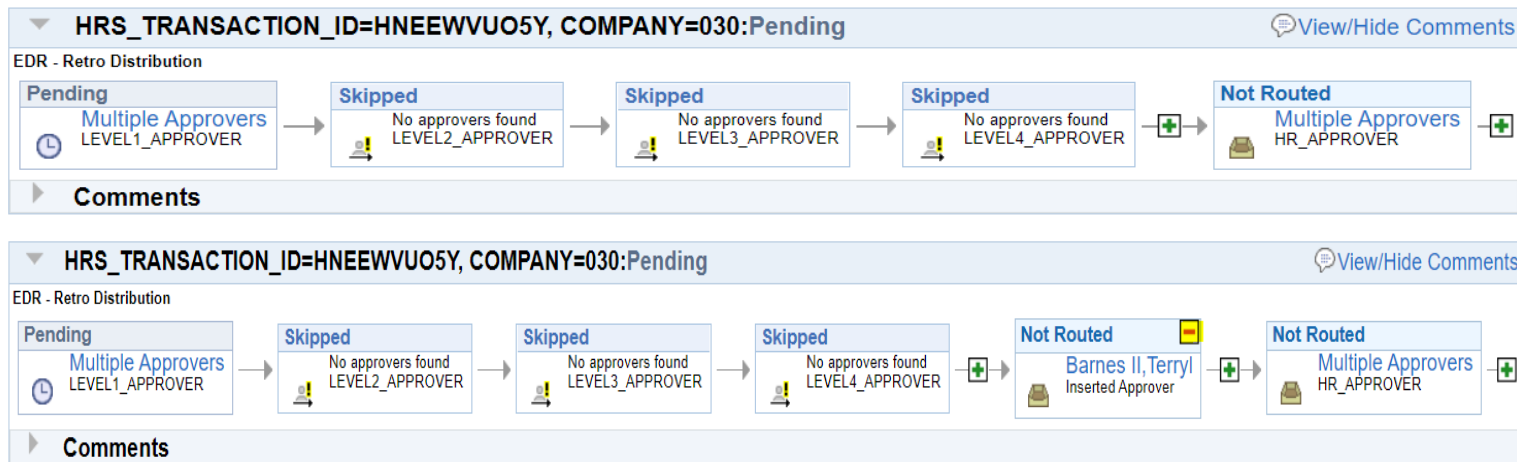 HRS_TRANSACTION_ID=HNEEWVUO5Y, COMPANY=030:Pending View/Hide Comments
EDR - Retro Distribution
Pending Skipped Skipped Skipped Not Routed
Multiple Approvers No approvers found No approvers found No approvers found Multiple Approvers
LEVEL1_APPROVER LEVEL2_APPROVER LEVEL3_APPROVER LEVEL4_APPROVER HR_APPROVER
Comments
HRS_TRANSACTION_ID=HNEEWVUO5Y, COMPANY=030:Pending View/Hide Comments
EDR - Retro Distribution
Pending Skipped Skipped Skipped Not Routed Not Routed
Multiple Approvers No approvers found No approvers found No approvers found Barnes II,Terryl Multiple Approvers
LEVEL1_APPROVER LEVEL2_APPROVER LEVEL3_APPROVER LEVEL4_APPROVER Inserted Approver HR_APPROVER
Comments